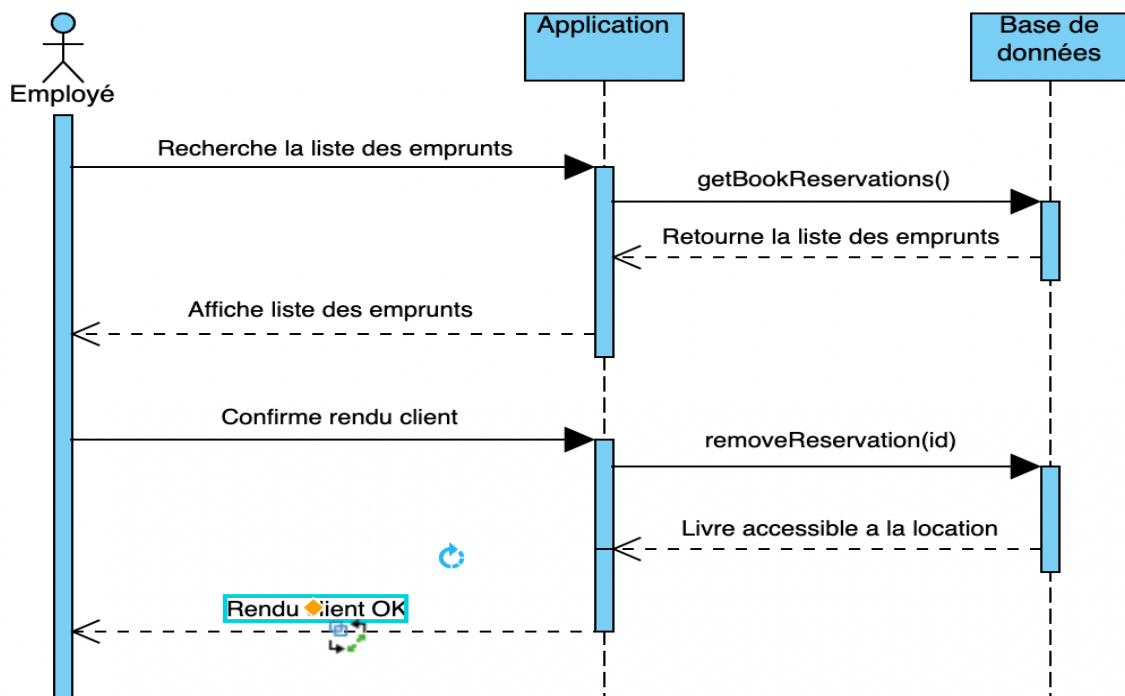 Employé
Application
Base de
données
Recherche la liste des emprunts
getBookReservations()
Retourne la liste des emprunts
Affiche liste des emprunts
Confirme rendu client
removeReservation(id)
Livre accessible a la location
Rendu OK